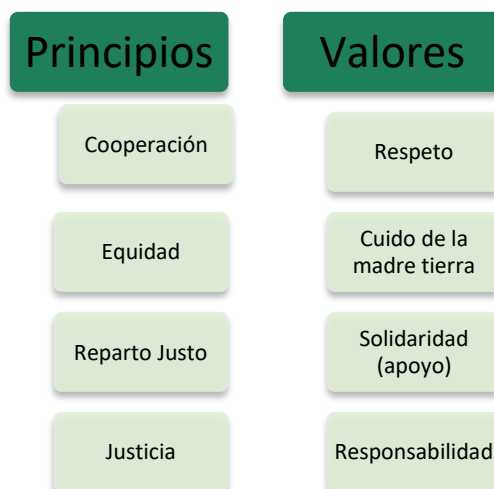 Principios
Cooperación
Equidad
Reparto Justo
Justicia
Valores
Respeto
Cuido de la
madre tierra
Solidaridad
(apoyo)
Responsabilidad